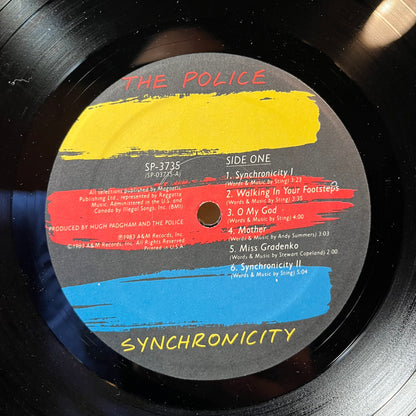 THE POLICE
SP-3735
(SP-03735-A)
All selections published by Magnetic
Publishing Ltd., represented by Reggatta
Music. Administered in the U.S. and
Canada by Illegal Songs, Inc. (BMI)
PRODUCED BY HUGH PADGHAM AND THE POLICE
℗1983 A&M Records, Inc.
©1983 A&M Records, Inc.
Printed in U.S.A.
SIDE ONE
1. Synchronicity I
(Words & Music by Sting) 3:23
2. Walking In Your Footsteps
(Words & Music by Sting) 3:35
3. O My God
(Words & Music by Sting) 4:00
4. Mother
(Words & Music by Andy Summers) 3:03
5. Miss Gradenko
(Words & Music by Stewart Copeland) 2:00
6. Synchronicity II
(Words & Music by Sting) 5:04
SYNCHRONICITY